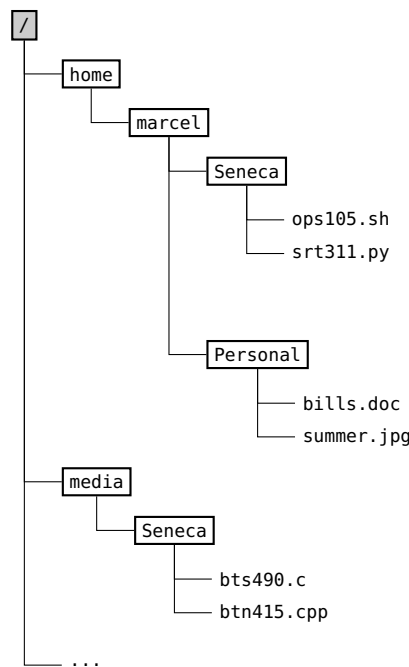 /
home
marcel
Seneca
ops105.sh
srt311.py
Personal
bills.doc
summer.jpg
media
Seneca
bts490.c
btn415.cpp
...